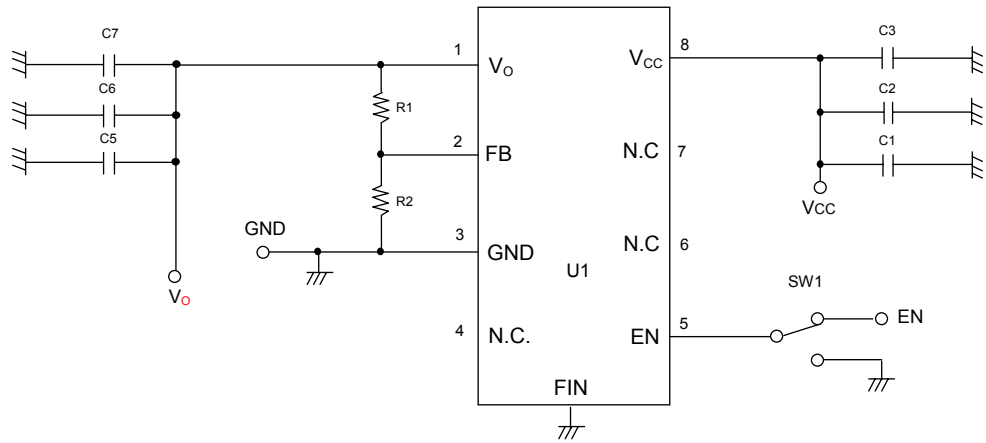 C7
C6
C5
VO
GND
R1
R2
1
2
3
4
VO
FB
GND
N.C.
U1
FIN
VCC
N.C
N.C
EN
8
7
6
5
C3
C2
C1
VCC
SW1
EN